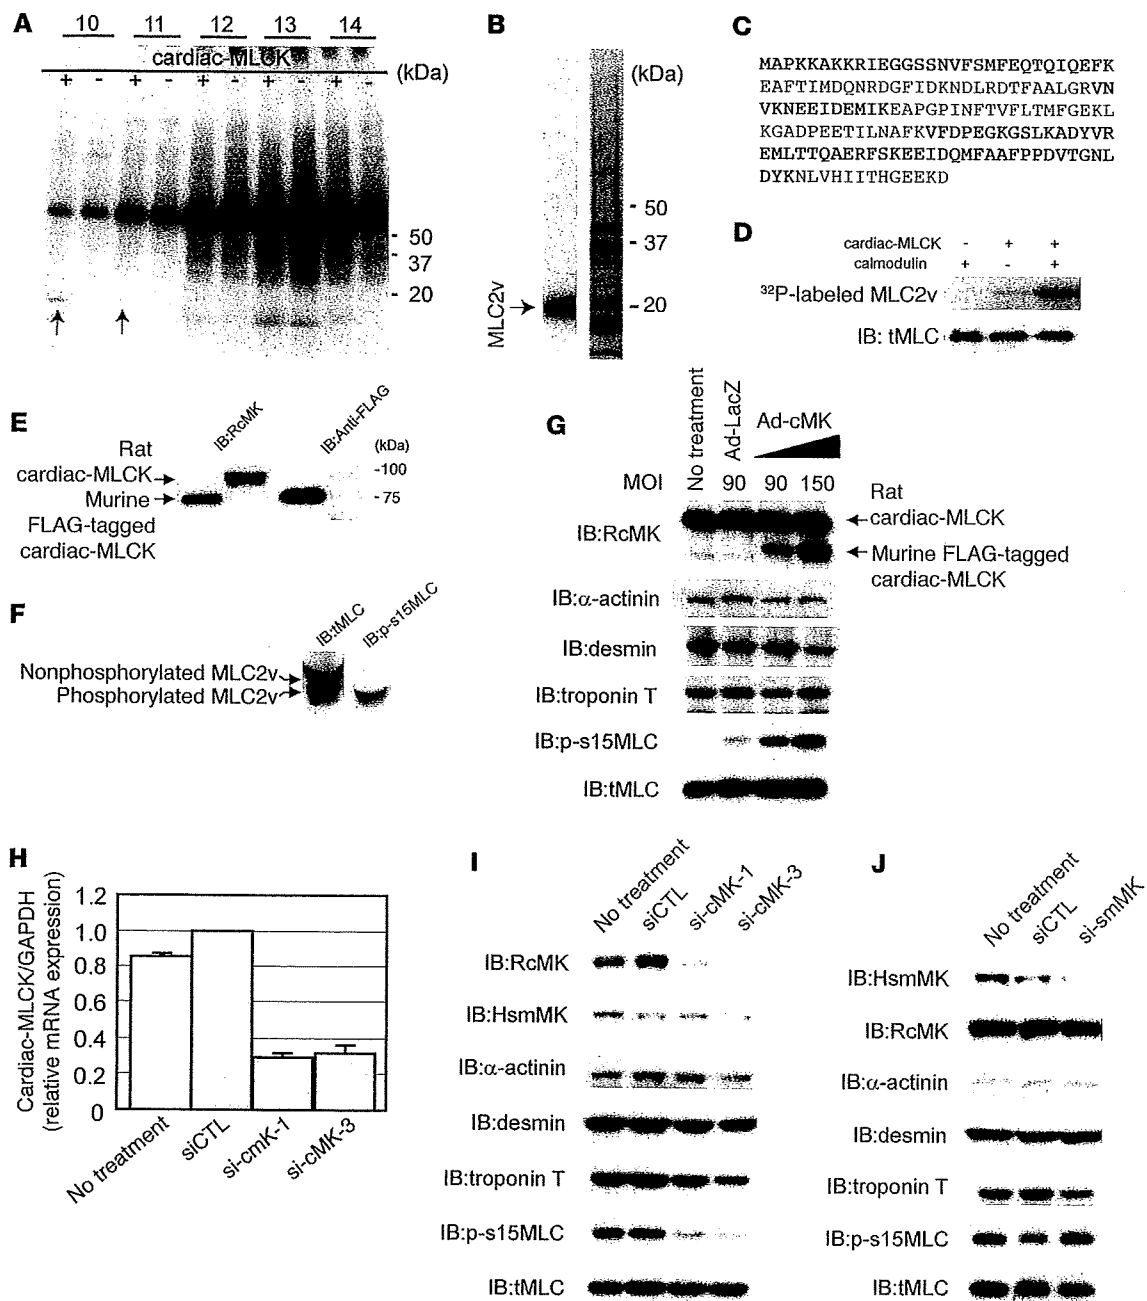 A
10 11 12 13 14
cardiac-MLCK
+ - + - + - + - + -
(kDa)
- 50
- 37
- 20
B
(kDa)
- 50
- 37
- 20
MLC2v
C
MAPKKAKKRIEGGSSNVFSMFEQTQIQEFK
EAFTIMDQNRDGFIDKNDLRDTFAALGRVN
VKNEEIDEMIKEAPGPINFTVFLTMFGEKL
KGADPEETILNAFKVFDPEGKGSLKADYVR
EMLTTQAERFSKEEIDQMFAAFPPDVTGNL
DYKNLVHIITHGEEKD
D
cardiac-MLCK - + +
calmodulin + - +
32P-labeled MLC2v
IB: tMLC
E
IB:RcMK
IB:Anti-FLAG
(kDa)
-100
-75
Rat
cardiac-MLCK
Murine
FLAG-tagged
cardiac-MLCK
F
IB:tMLC
IB:p-s15MLC
Nonphosphorylated MLC2v
Phosphorylated MLC2v
G
No treatment
Ad-LacZ
Ad-cMK
MOI 90 90 150
IB:RcMK
Rat
cardiac-MLCK
Murine FLAG-tagged
cardiac-MLCK
IB:α-actinin
IB:desmin
IB:troponin T
IB:p-s15MLC
IB:tMLC
H
Cardiac-MLCK/GAPDH
(relative mRNA expression)
1.2
1.0
0.8
0.6
0.4
0.2
0
No treatment
siCTL
si-cmK-1
si-cMK-3
I
No treatment
siCTL
si-cMK-1
si-cMK-3
IB:RcMK
IB:HsmMK
IB:α-actinin
IB:desmin
IB:troponin T
IB:p-s15MLC
IB:tMLC
J
No treatment
siCTL
si-smMK
IB:HsmMK
IB:RcMK
IB:α-actinin
IB:desmin
IB:troponin T
IB:p-s15MLC
IB:tMLC